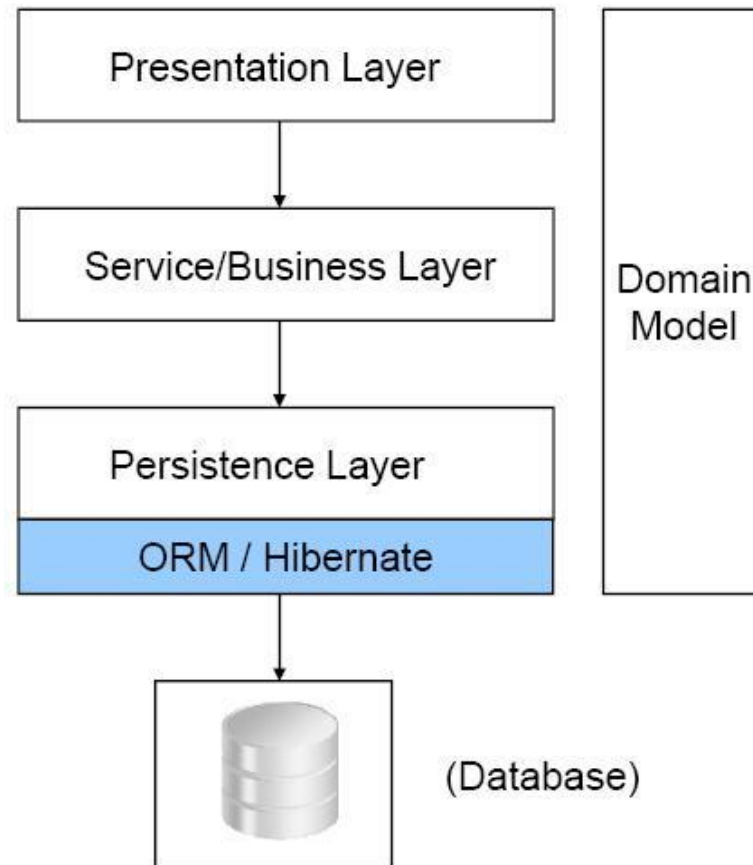 Presentation Layer
Service/Business Layer
Domain
Model
Persistence Layer
ORM / Hibernate
(Database)